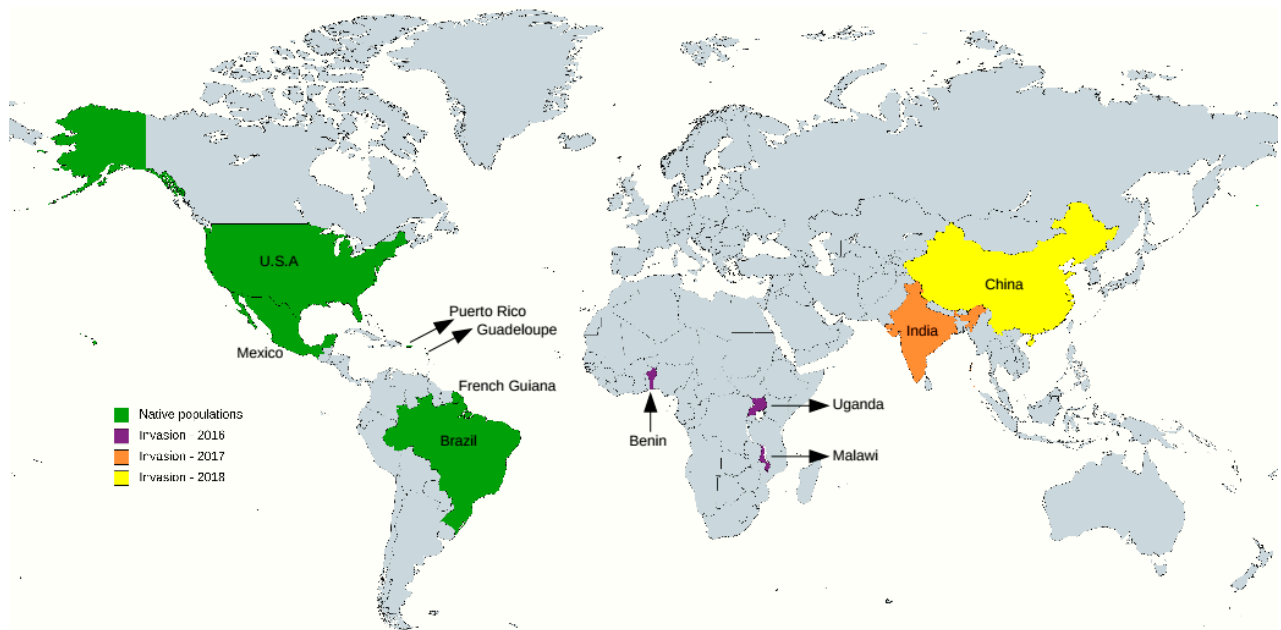 U.S.A
China
Puerto Rico
Guadeloupe
India
Mexico
French Guiana
Uganda
Native populations
Invasion - 2016
Benin
Brazil
Invasion - 2017
Malawi
Invasion - 2018